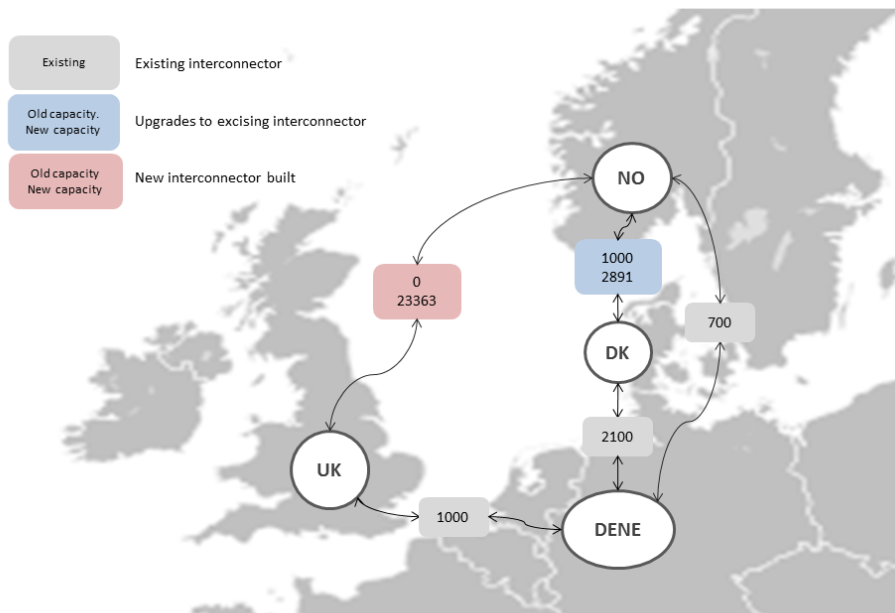 Existing
Existing interconnector
Old capacity.
New capacity
Upgrades to excising interconnector
Old capacity
New capacity
New interconnector built
NO
1000
2891
0
23363
700
DK
2100
UK
1000
DENE